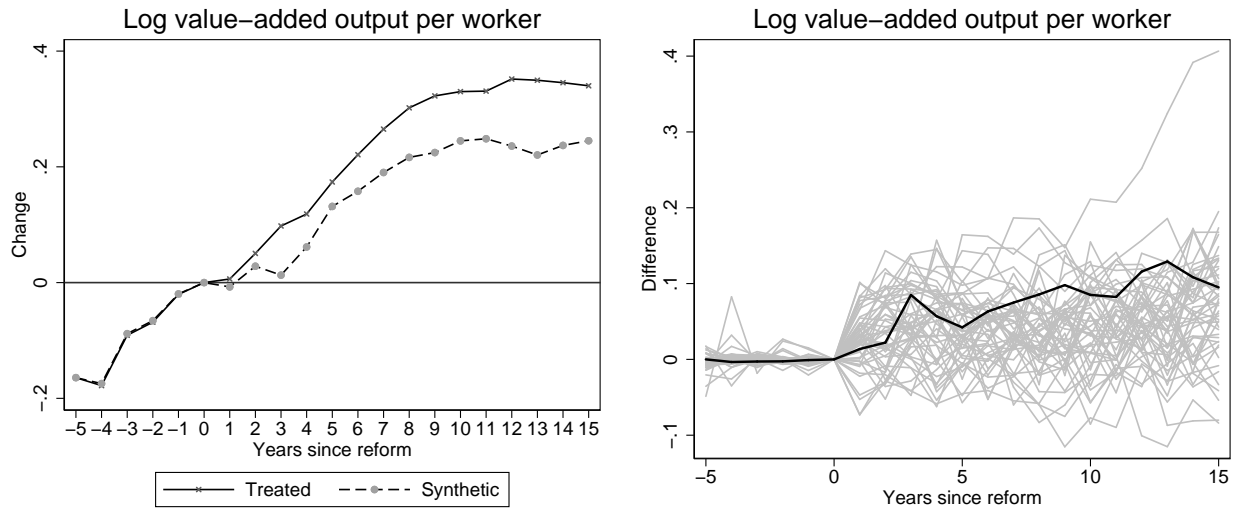 Log value−added output per worker
.4
.2
0
−.2
Change
−5 −4 −3 −2 −1 0 1 2 3 4 5 6 7 8 9 10 11 12 13 14 15
Years since reform
Treated Synthetic
Log value−added output per worker
.4
.3
.2
.1
0
−.1
Difference
−5 0 5 10 15
Years since reform